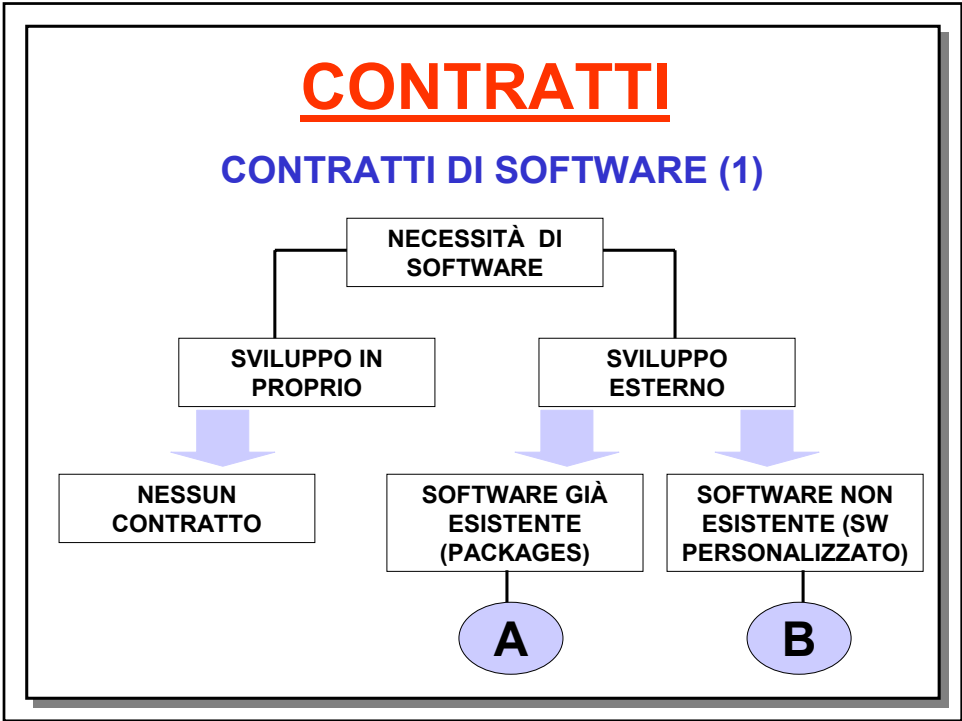 CONTRATTI
CONTRATTI DI SOFTWARE (1)
NECESSITÀ DI
SOFTWARE
SVILUPPO IN
PROPRIO
SVILUPPO
ESTERNO
NESSUN
CONTRATTO
SOFTWARE GIÀ
ESISTENTE
(PACKAGES)
SOFTWARE NON
ESISTENTE (SW
PERSONALIZZATO)
A
B